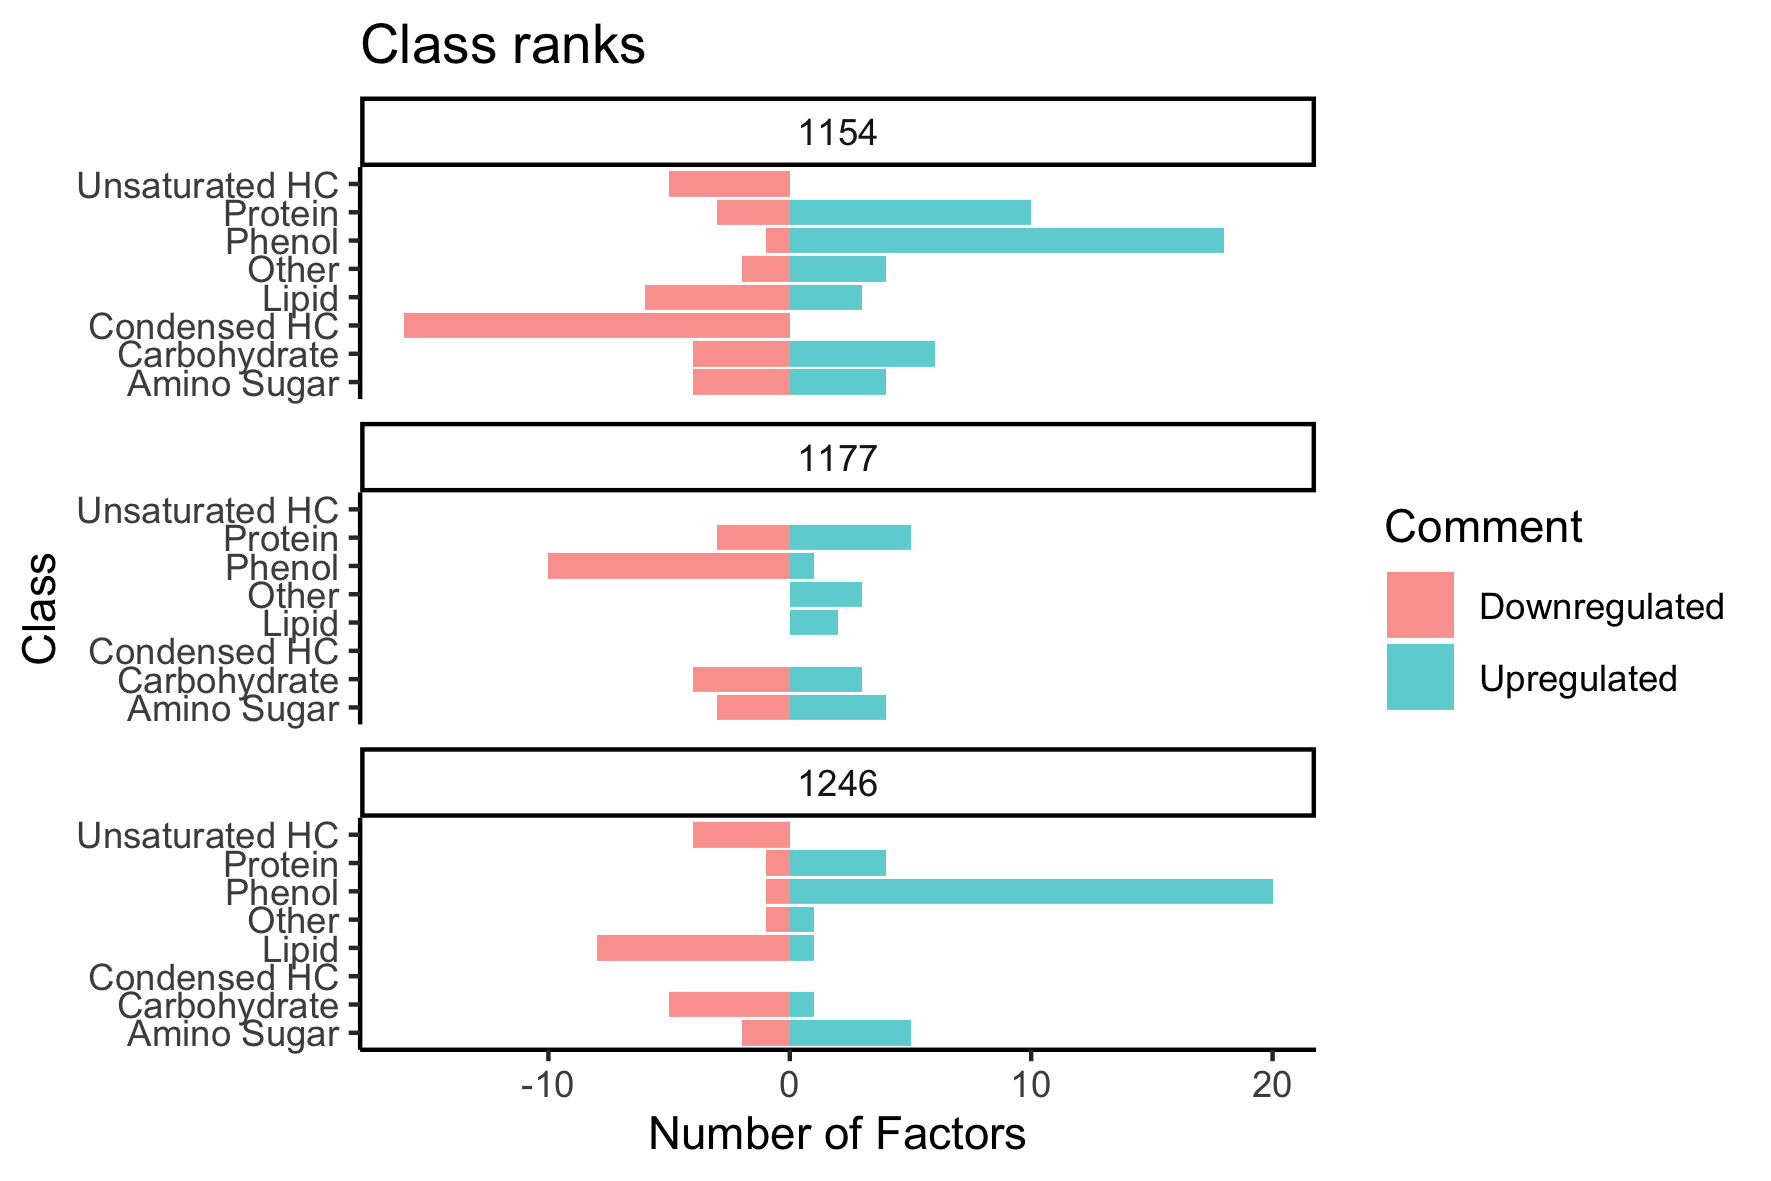 Class ranks
1154
Unsaturated HC
Protein
Phenol
Other
Lipid
Condensed HC
Carbohydrate
Amino Sugar
1177
Unsaturated HC
Protein
Phenol
Other
Lipid
Condensed HC
Carbohydrate
Amino Sugar
1246
Unsaturated HC
Protein
Phenol
Other
Lipid
Condensed HC
Carbohydrate
Amino Sugar
-10 0 10 20
Number of Factors
Class
Comment
Downregulated
Upregulated